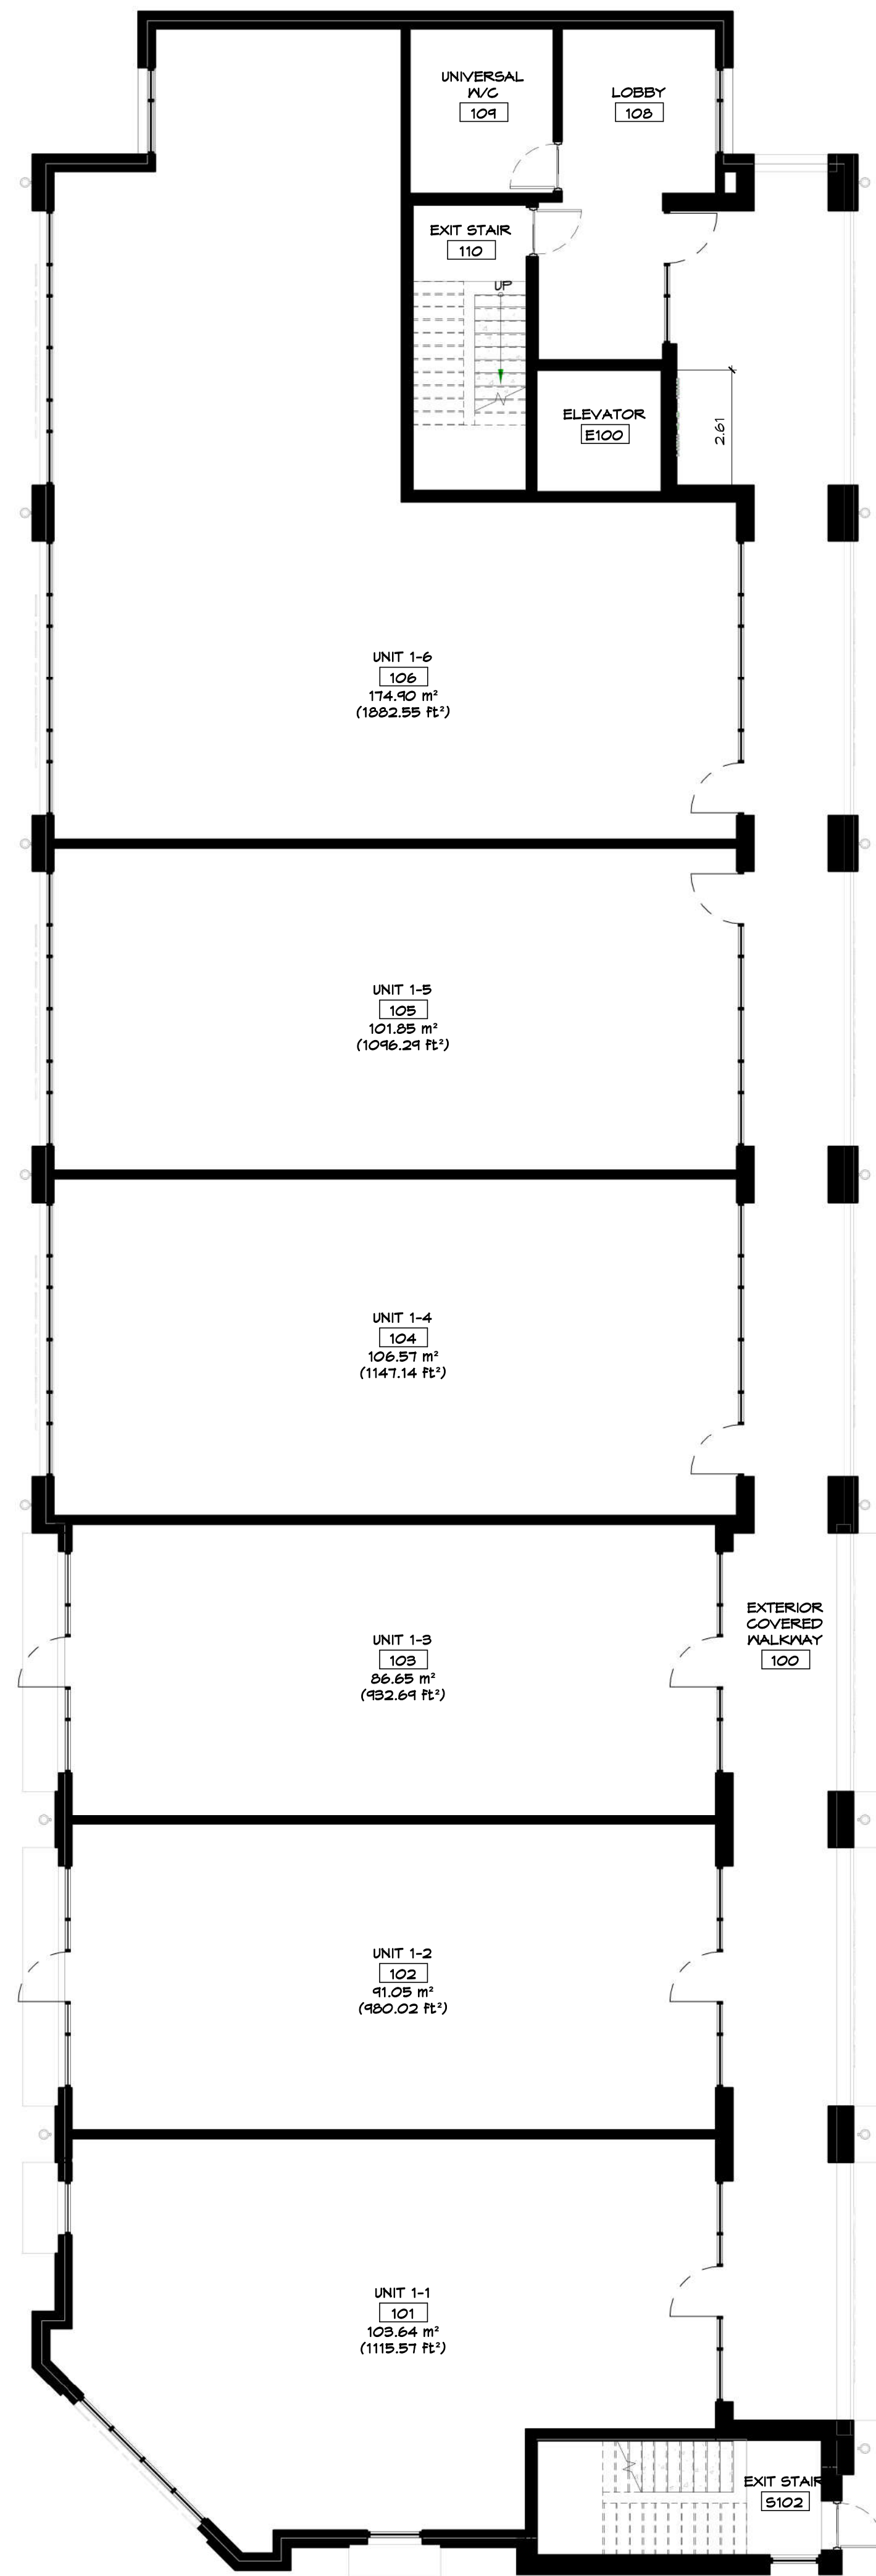 UNIVERSAL
W/C
109
LOBBY
108
EXIT STAIR
110
UP
ELEVATOR
E100
2.61
UNIT 1-6
106
174.90 m²
(1882.55 ft²)
UNIT 1-5
105
101.85 m²
(1096.29 ft²)
UNIT 1-4
104
106.57 m²
(1147.14 ft²)
EXTERIOR
COVERED
WALKWAY
100
UNIT 1-3
103
86.65 m²
(932.69 ft²)
UNIT 1-2
102
91.05 m²
(980.02 ft²)
UNIT 1-1
101
103.64 m²
(1115.57 ft²)
EXIT STAIR
S102